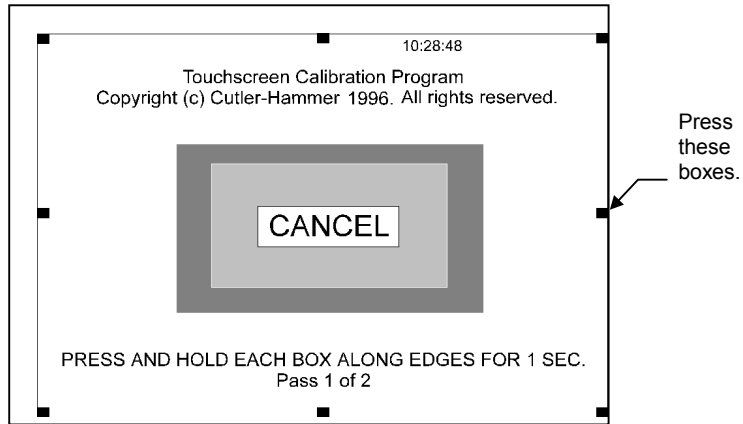 10:28:48
Touchscreen Calibration Program
Copyright (c) Cutler-Hammer 1996. All rights reserved.
Press
these
boxes.
CANCEL
PRESS AND HOLD EACH BOX ALONG EDGES FOR 1 SEC.
Pass 1 of 2